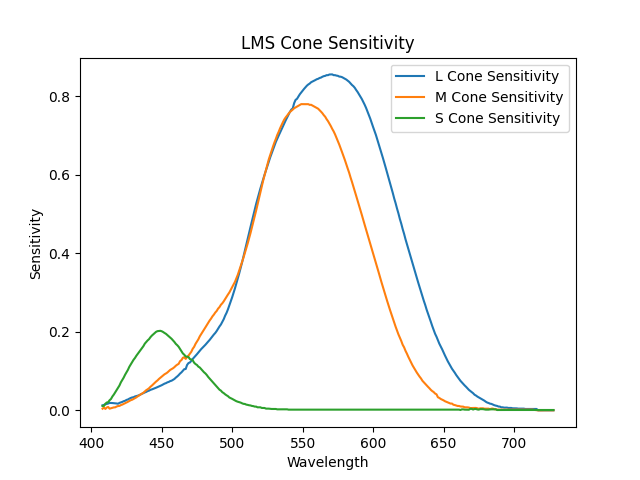 LMS Cone Sensitivity
L Cone Sensitivity
M Cone Sensitivity
S Cone Sensitivity
Sensitivity
0.8
0.6
0.4
0.2
0.0
400 450 500 550 600 650 700
Wavelength